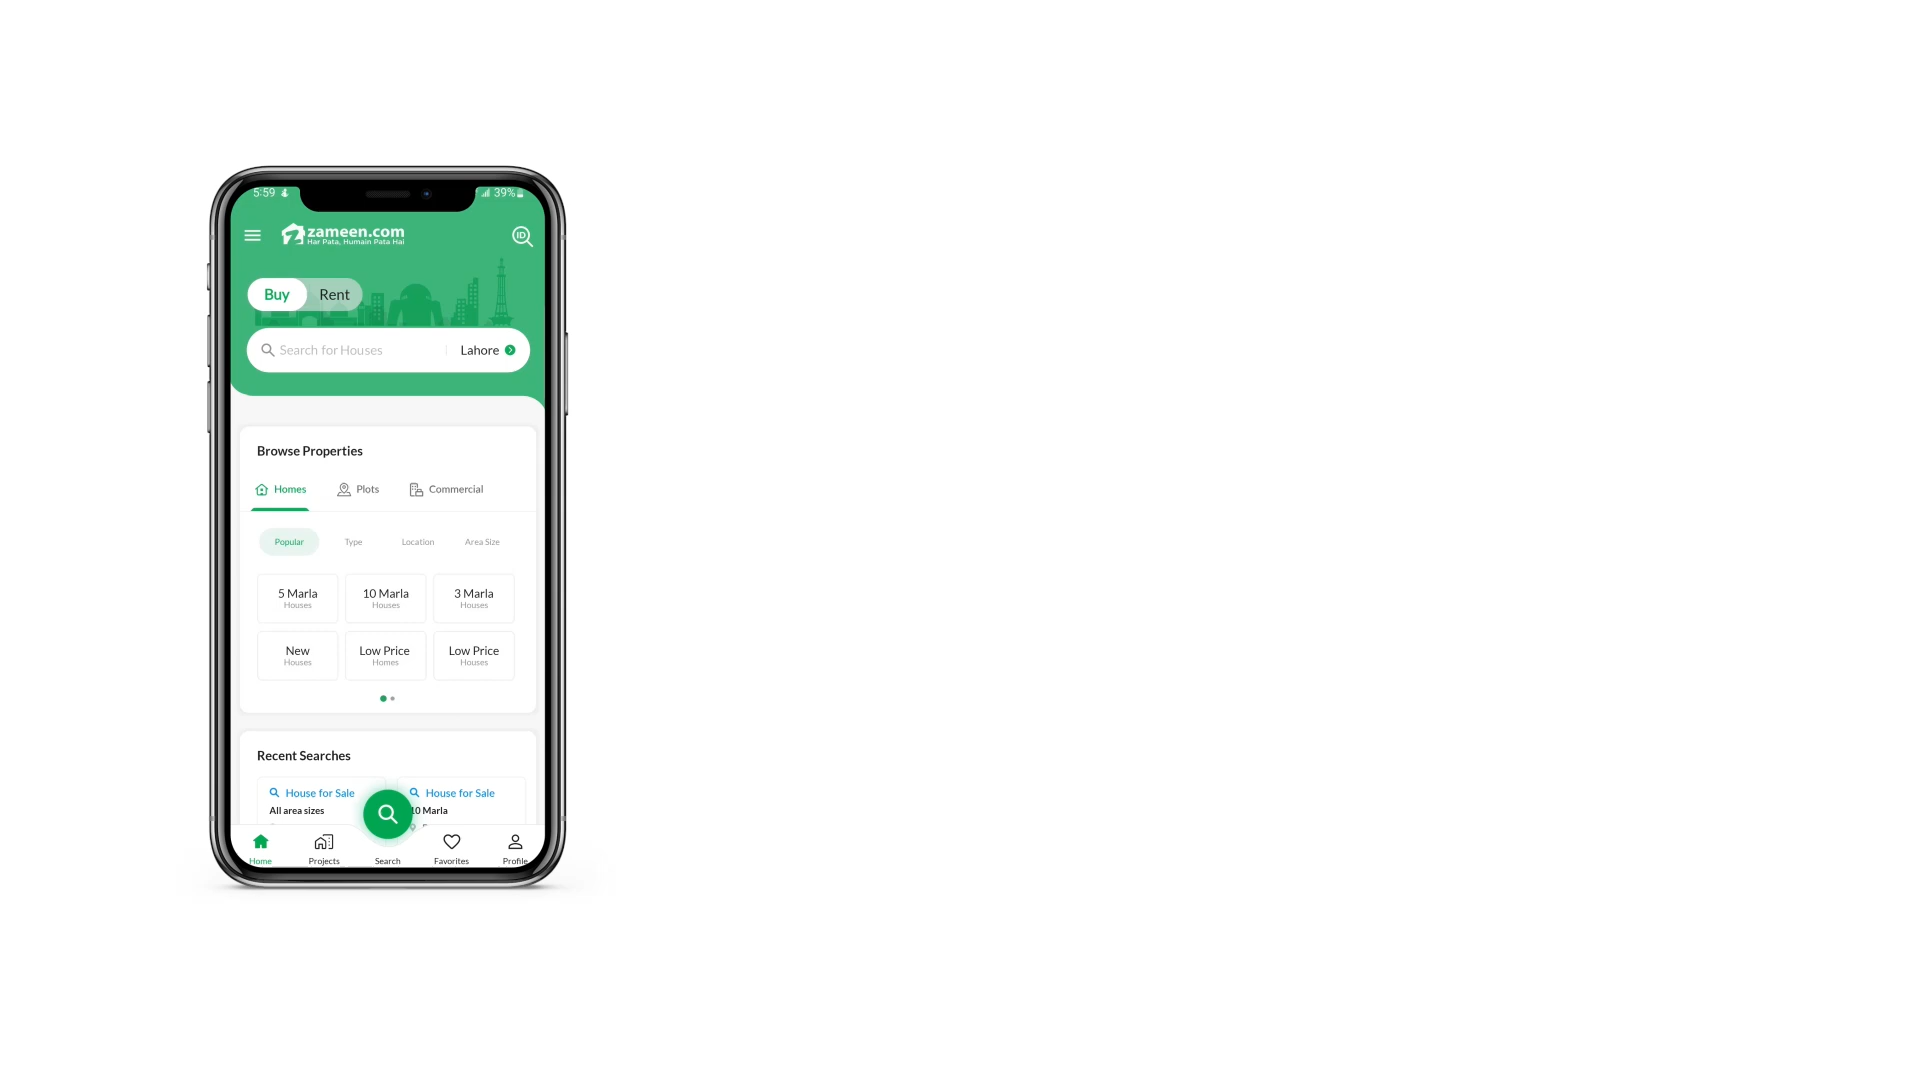 5:59
39%
zameen.com
Har Pata, Humain Pata Hai
ID
Buy Rent
Search for Houses Lahore
Browse Properties
Homes Plots Commercial
Popular Type Location Area Size
5 Marla 10 Marla 3 Marla
Houses Houses Houses
New Low Price Low Price
Houses Homes Houses
Recent Searches
House for Sale House for Sale
All area sizes 10 Marla
Home Projects Search Favorites Profile